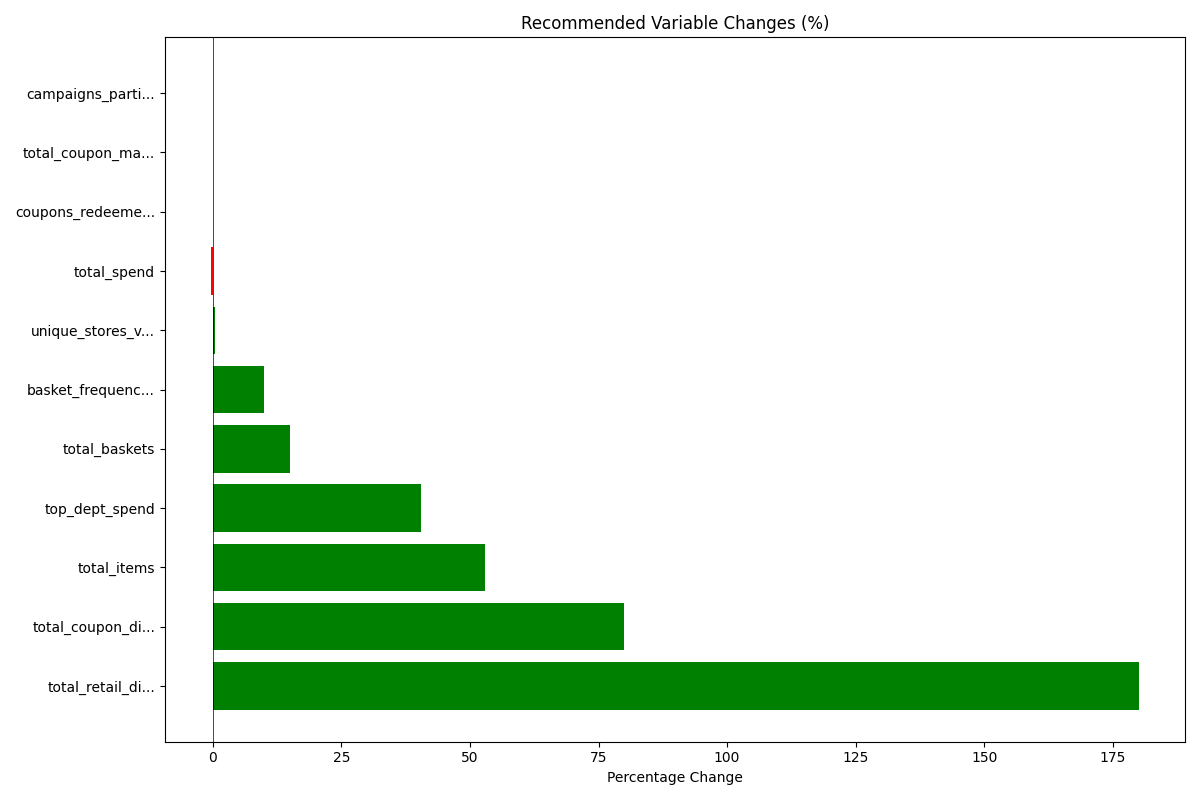 Recommended Variable Changes (%)
campaigns_parti...
total_coupon_ma...
coupons_redeeme...
total_spend
unique_stores_v...
basket_frequenc...
total_baskets
top_dept_spend
total_items
total_coupon_di...
total_retail_di...
0 25 50 75 100 125 150 175
Percentage Change